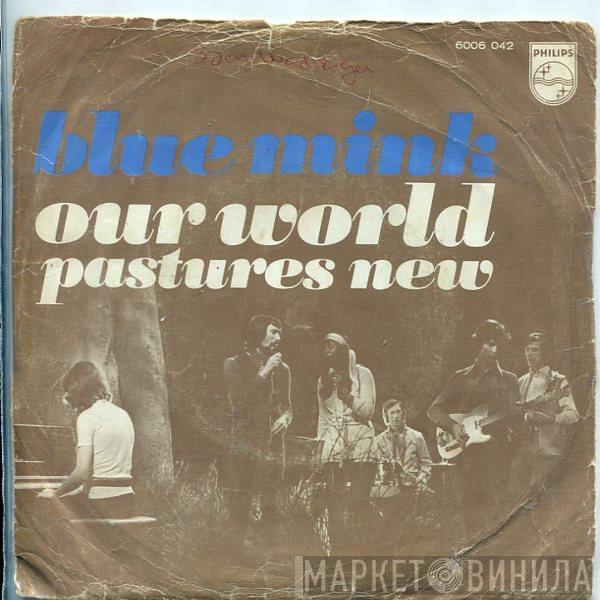 6006 042
PHILIPS
blue mink
our world
pastures new
МАРКЕТ ВИНИЛА